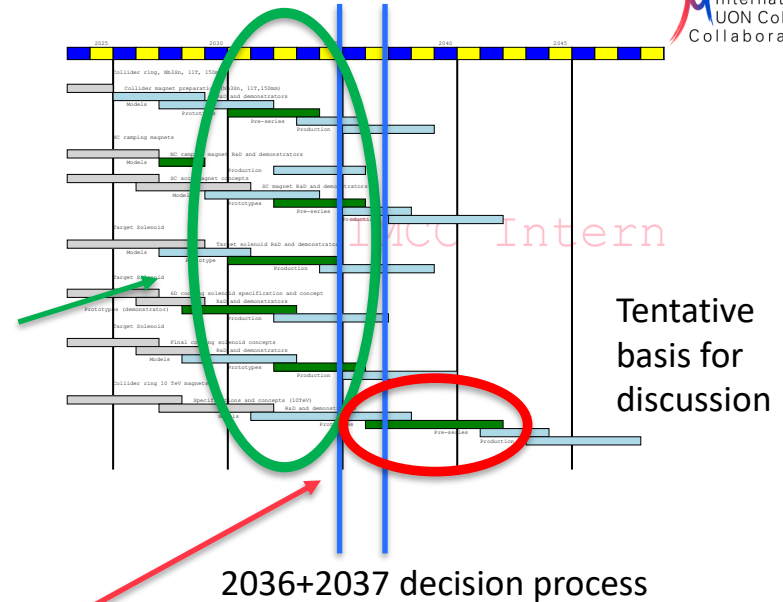 Internat
UON Col
Collabora
2025 2030 2040 2045
Collider ring, Nb3Sn, 11T, 150mm
Collider magnet preparation (Nb3Sn, 11T,150mm)
R&D and demonstrators
Models
Prototypes
Pre-series
Production
NC ramping magnets
NC ramping magnet R&D and demonstrators
Models
Production
SC magnet concepts
SC magnet R&D and demonstrators
Models
Prototypes
Pre-series
Production
Target Solenoid
Target solenoid R&D and demonstrator
Models
Prototype
Production
IMCC Intern
Target Solenoid
6D cooling solenoid specification and concept
R&D and demonstrators
Prototypes (demonstrator)
Production
Target Solenoid
Final cooling solenoid concepts
R&D and demonstrators
Models
Prototypes
Production
Collider ring 10 TeV magnets
Specifications and concepts (10TeV)
R&D and demonst
Models
Prototypes
Pre-series
Production
Tentative
basis for
discussion
2036+2037 decision process